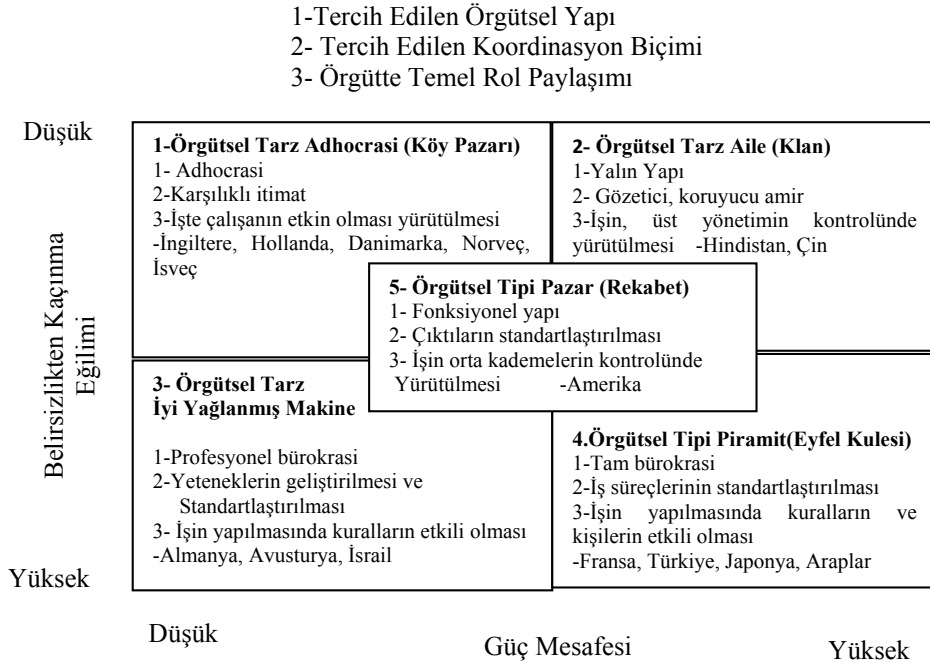 1-Tercih Edilen Örgütsel Yapı
2- Tercih Edilen Koordinasyon Biçimi
3- Örgütte Temel Rol Paylaşımı
Düşük
Belirsizlikten Kaçınma
Eğilimi
Yüksek
1-Örgütsel Tarz Adhocrasi (Köy Pazarı)
1- Adhocrasi
2-Karşılıklı itimat
3-İşte çalışanın etkin olması yürütülmesi
-İngiltere, Hollanda, Danimarka, Norveç,
İsveç
2- Örgütsel Tarz Aile (Klan)
1-Yalın Yapı
2- Gözetici, koruyucu amir
3-İşin, üst yönetimin kontrolünde
yürütülmesi -Hindistan, Çin
5- Örgütsel Tipi Pazar (Rekabet)
1- Fonksiyonel yapı
2- Çıktıların standartlaştırılması
3- İşin orta kademelerin kontrolünde
Yürütülmesi -Amerika
3- Örgütsel Tarz
İyi Yağlanmış Makine
1-Profesyonel bürokrasi
2-Yeteneklerin geliştirilmesi ve
Standartlaştırılması
3- İşin yapılmasında kuralların etkili olması
-Almanya, Avusturya, İsrail
4.Örgütsel Tipi Piramit(Eyfel Kulesi)
1-Tam bürokrasi
2-İş süreçlerinin standartlaştırılması
3-İşin yapılmasında kuralların ve
kişilerin etkili olması
-Fransa, Türkiye, Japonya, Araplar
Düşük
Güç Mesafesi
Yüksek